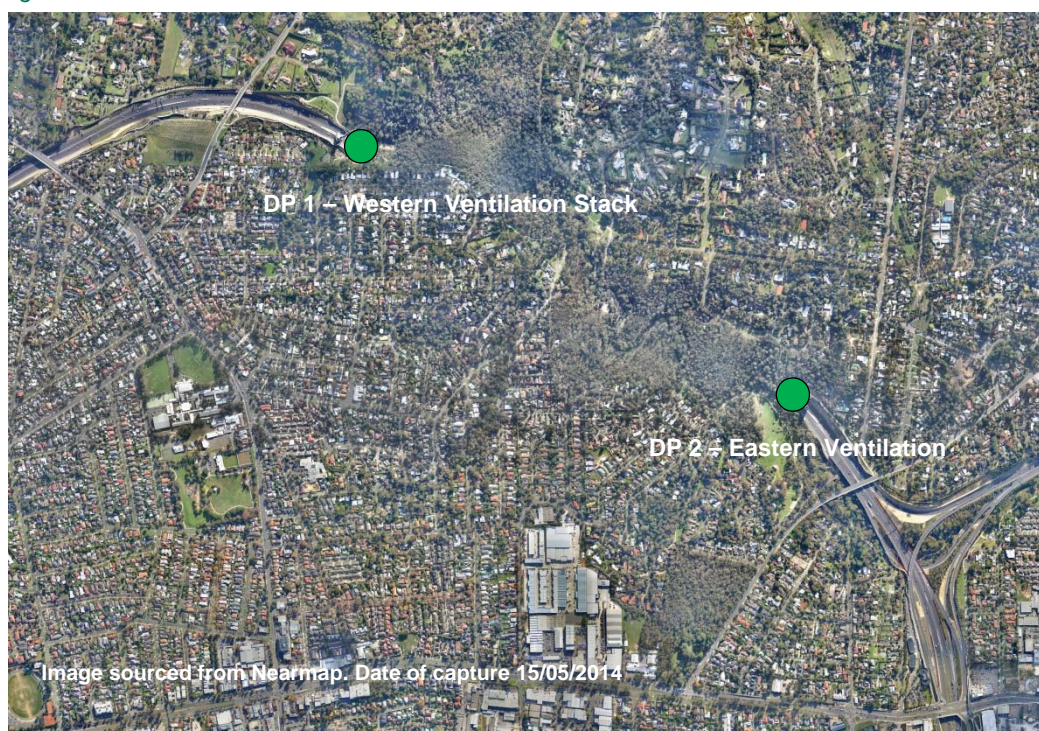 DP 1 – Western Ventilation Stack
DP 2 – Eastern Ventilation
Image sourced from Nearmap. Date of capture 15/05/2014